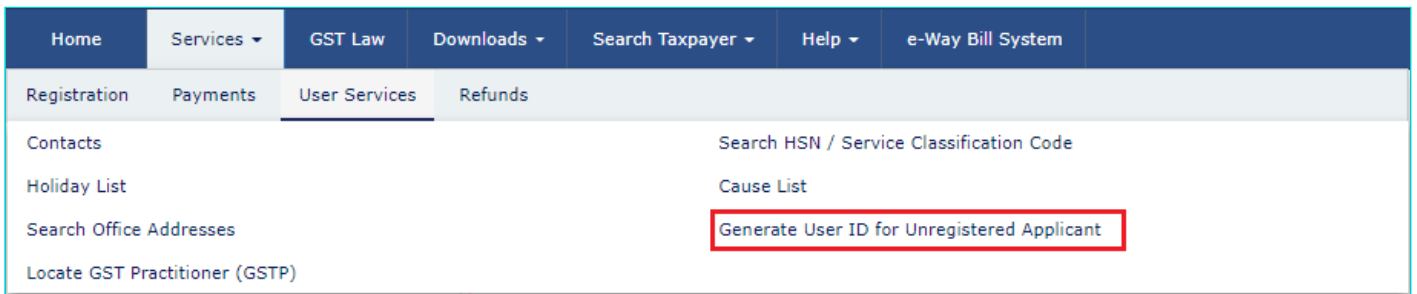 Home Services GST Law Downloads Search Taxpayer Help e-Way Bill System
Registration Payments User Services Refunds
Contacts Search HSN / Service Classification Code
Holiday List Cause List
Search Office Addresses Generate User ID for Unregistered Applicant
Locate GST Practitioner (GSTP)